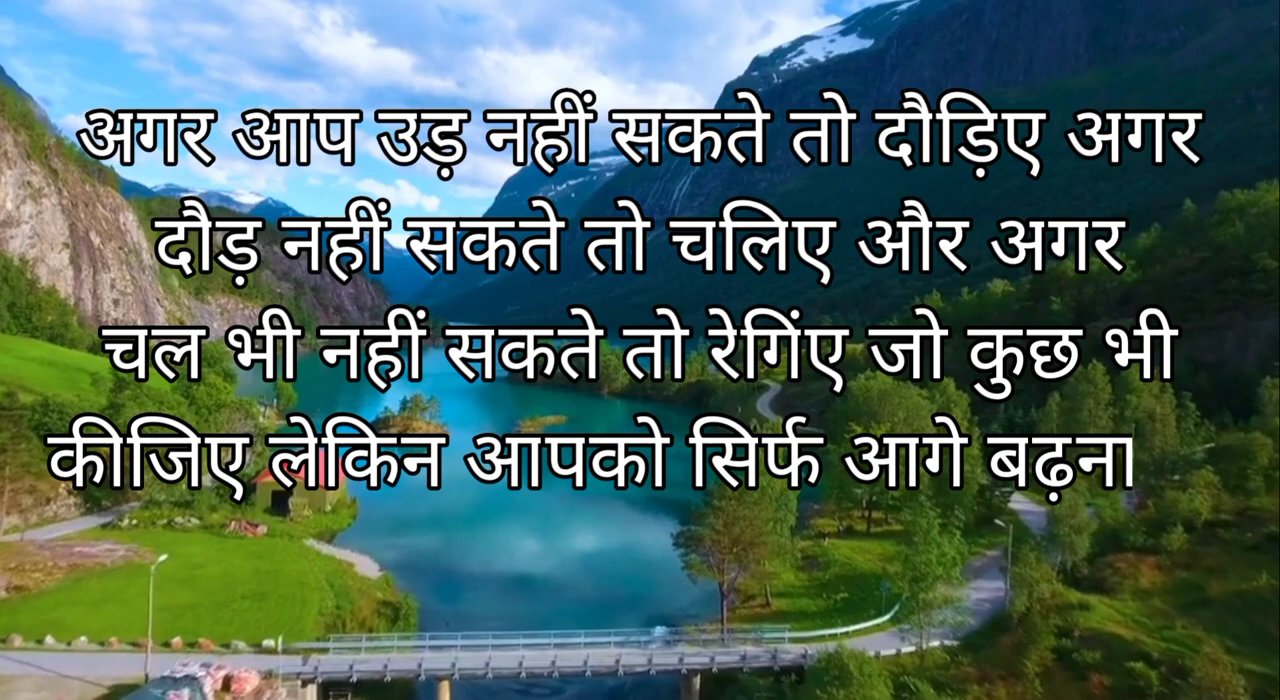 अगर आप उड़ नहीं सकते तो दौड़िए अगर
दौड़ नहीं सकते तो चलिए और अगर
चल भी नहीं सकते तो रेगिंए जो कुछ भी
कीजिए लेकिन आपको सिर्फ आगे बढ़ना